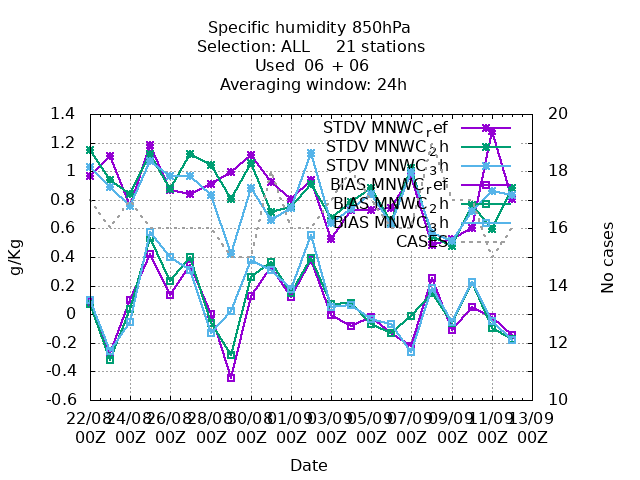 Specific humidity 850hPa
Selection: ALL 21 stations
Used 06 + 06
Averaging window: 24h
STDV MNWC_ref
STDV MNWC_2h
STDV MNWC_3h
BIAS MNWC_ref
BIAS MNWC_2h
BIAS MNWC_3h
CASES
g/Kg
1.4
1.2
1
0.8
0.6
0.4
0.2
0
-0.2
-0.4
-0.6
No cases
20
18
16
14
12
10
22/08 24/08 26/08 28/08 30/08 01/09 03/09 05/09 07/09 09/09 11/09 13/09
00Z 00Z 00Z 00Z 00Z 00Z 00Z 00Z 00Z 00Z 00Z 00Z
Date